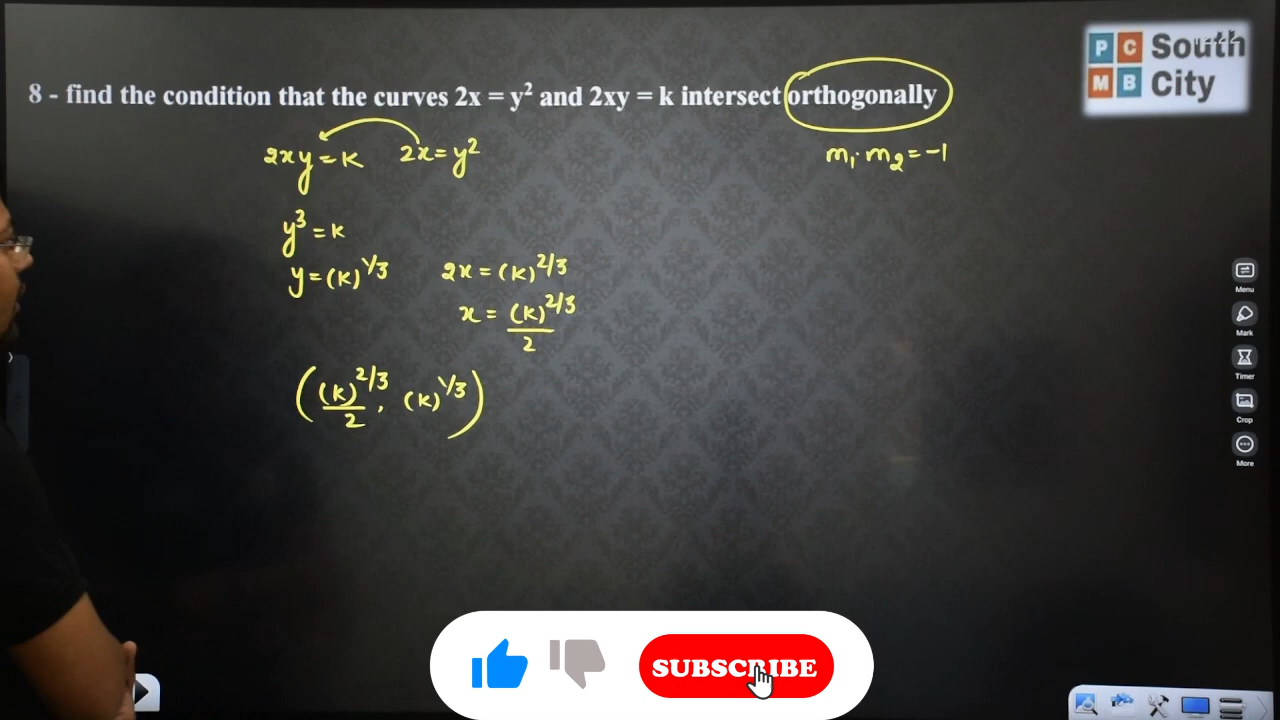 P C M B South City
8 - find the condition that the curves 2x = y² and 2xy = k intersect orthogonally
2xy = k 2x = y²
m₁ · m₂ = -1
y³ = k
y = (k)^1/3 2x = (k)^2/3
x = (k)^2/3 / 2
((k)^2/3 / 2 , (k)^1/3)
Menu
Mark
Timer
Crop
More
SUBSCRIBE